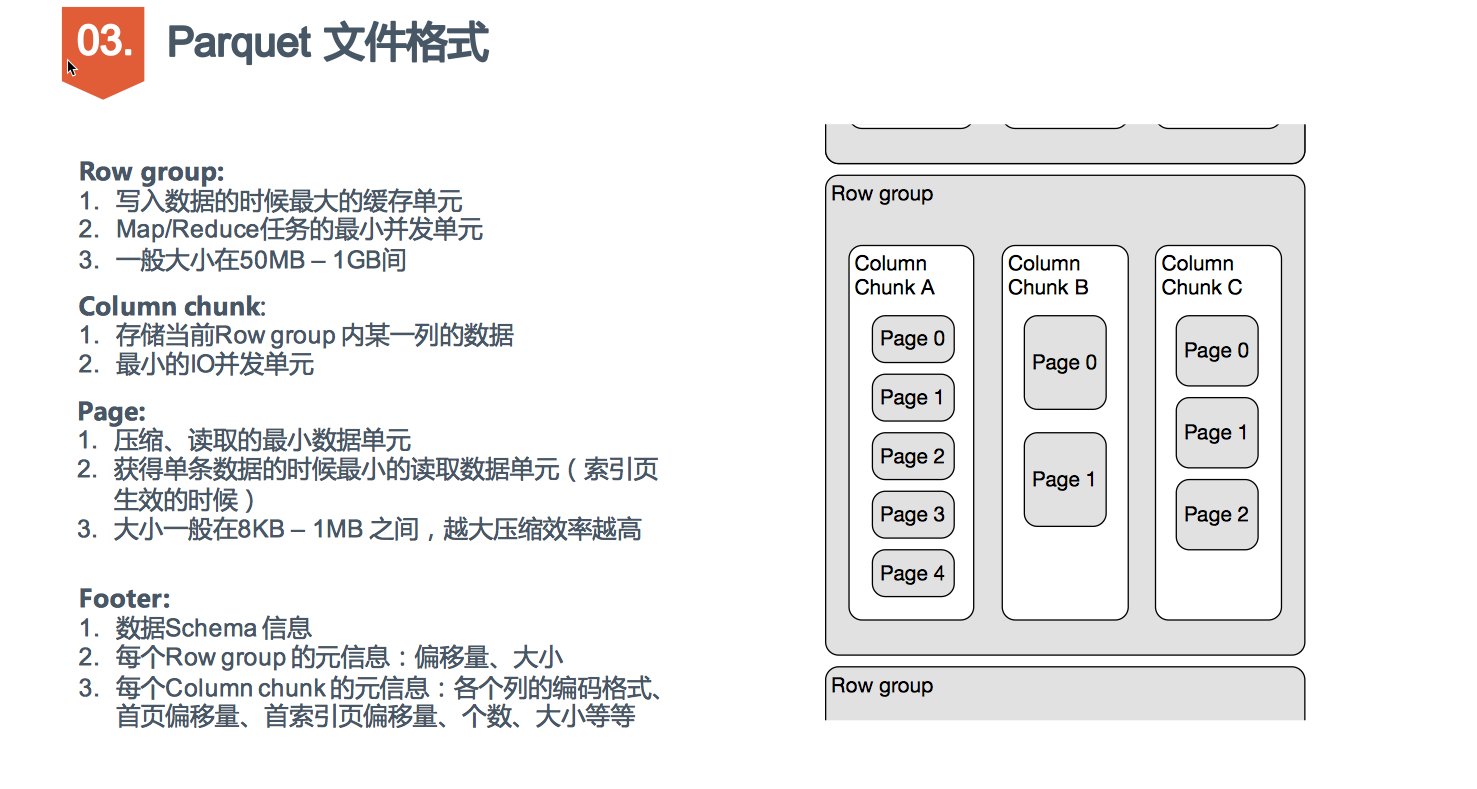 03.
Parquet 文件格式
Row group:
1. 写入数据的时候最大的缓存单元
2. Map/Reduce任务的最小并发单元
3. 一般大小在50MB – 1GB间
Column chunk:
1. 存储当前Row group 内某一列的数据
2. 最小的IO并发单元
Page:
1. 压缩、读取的最小数据单元
2. 获得单条数据的时候最小的读取数据单元（索引页
生效的时候）
3. 大小一般在8KB – 1MB 之间，越大压缩效率越高
Footer:
1. 数据Schema 信息
2. 每个Row group 的元信息：偏移量、大小
3. 每个Column chunk 的元信息：各个列的编码格式、
首页偏移量、首索引页偏移量、个数、大小等等
Row group
Column
Chunk A
Page 0
Page 1
Page 2
Page 3
Page 4
Column
Chunk B
Page 0
Page 1
Column
Chunk C
Page 0
Page 1
Page 2
Row group